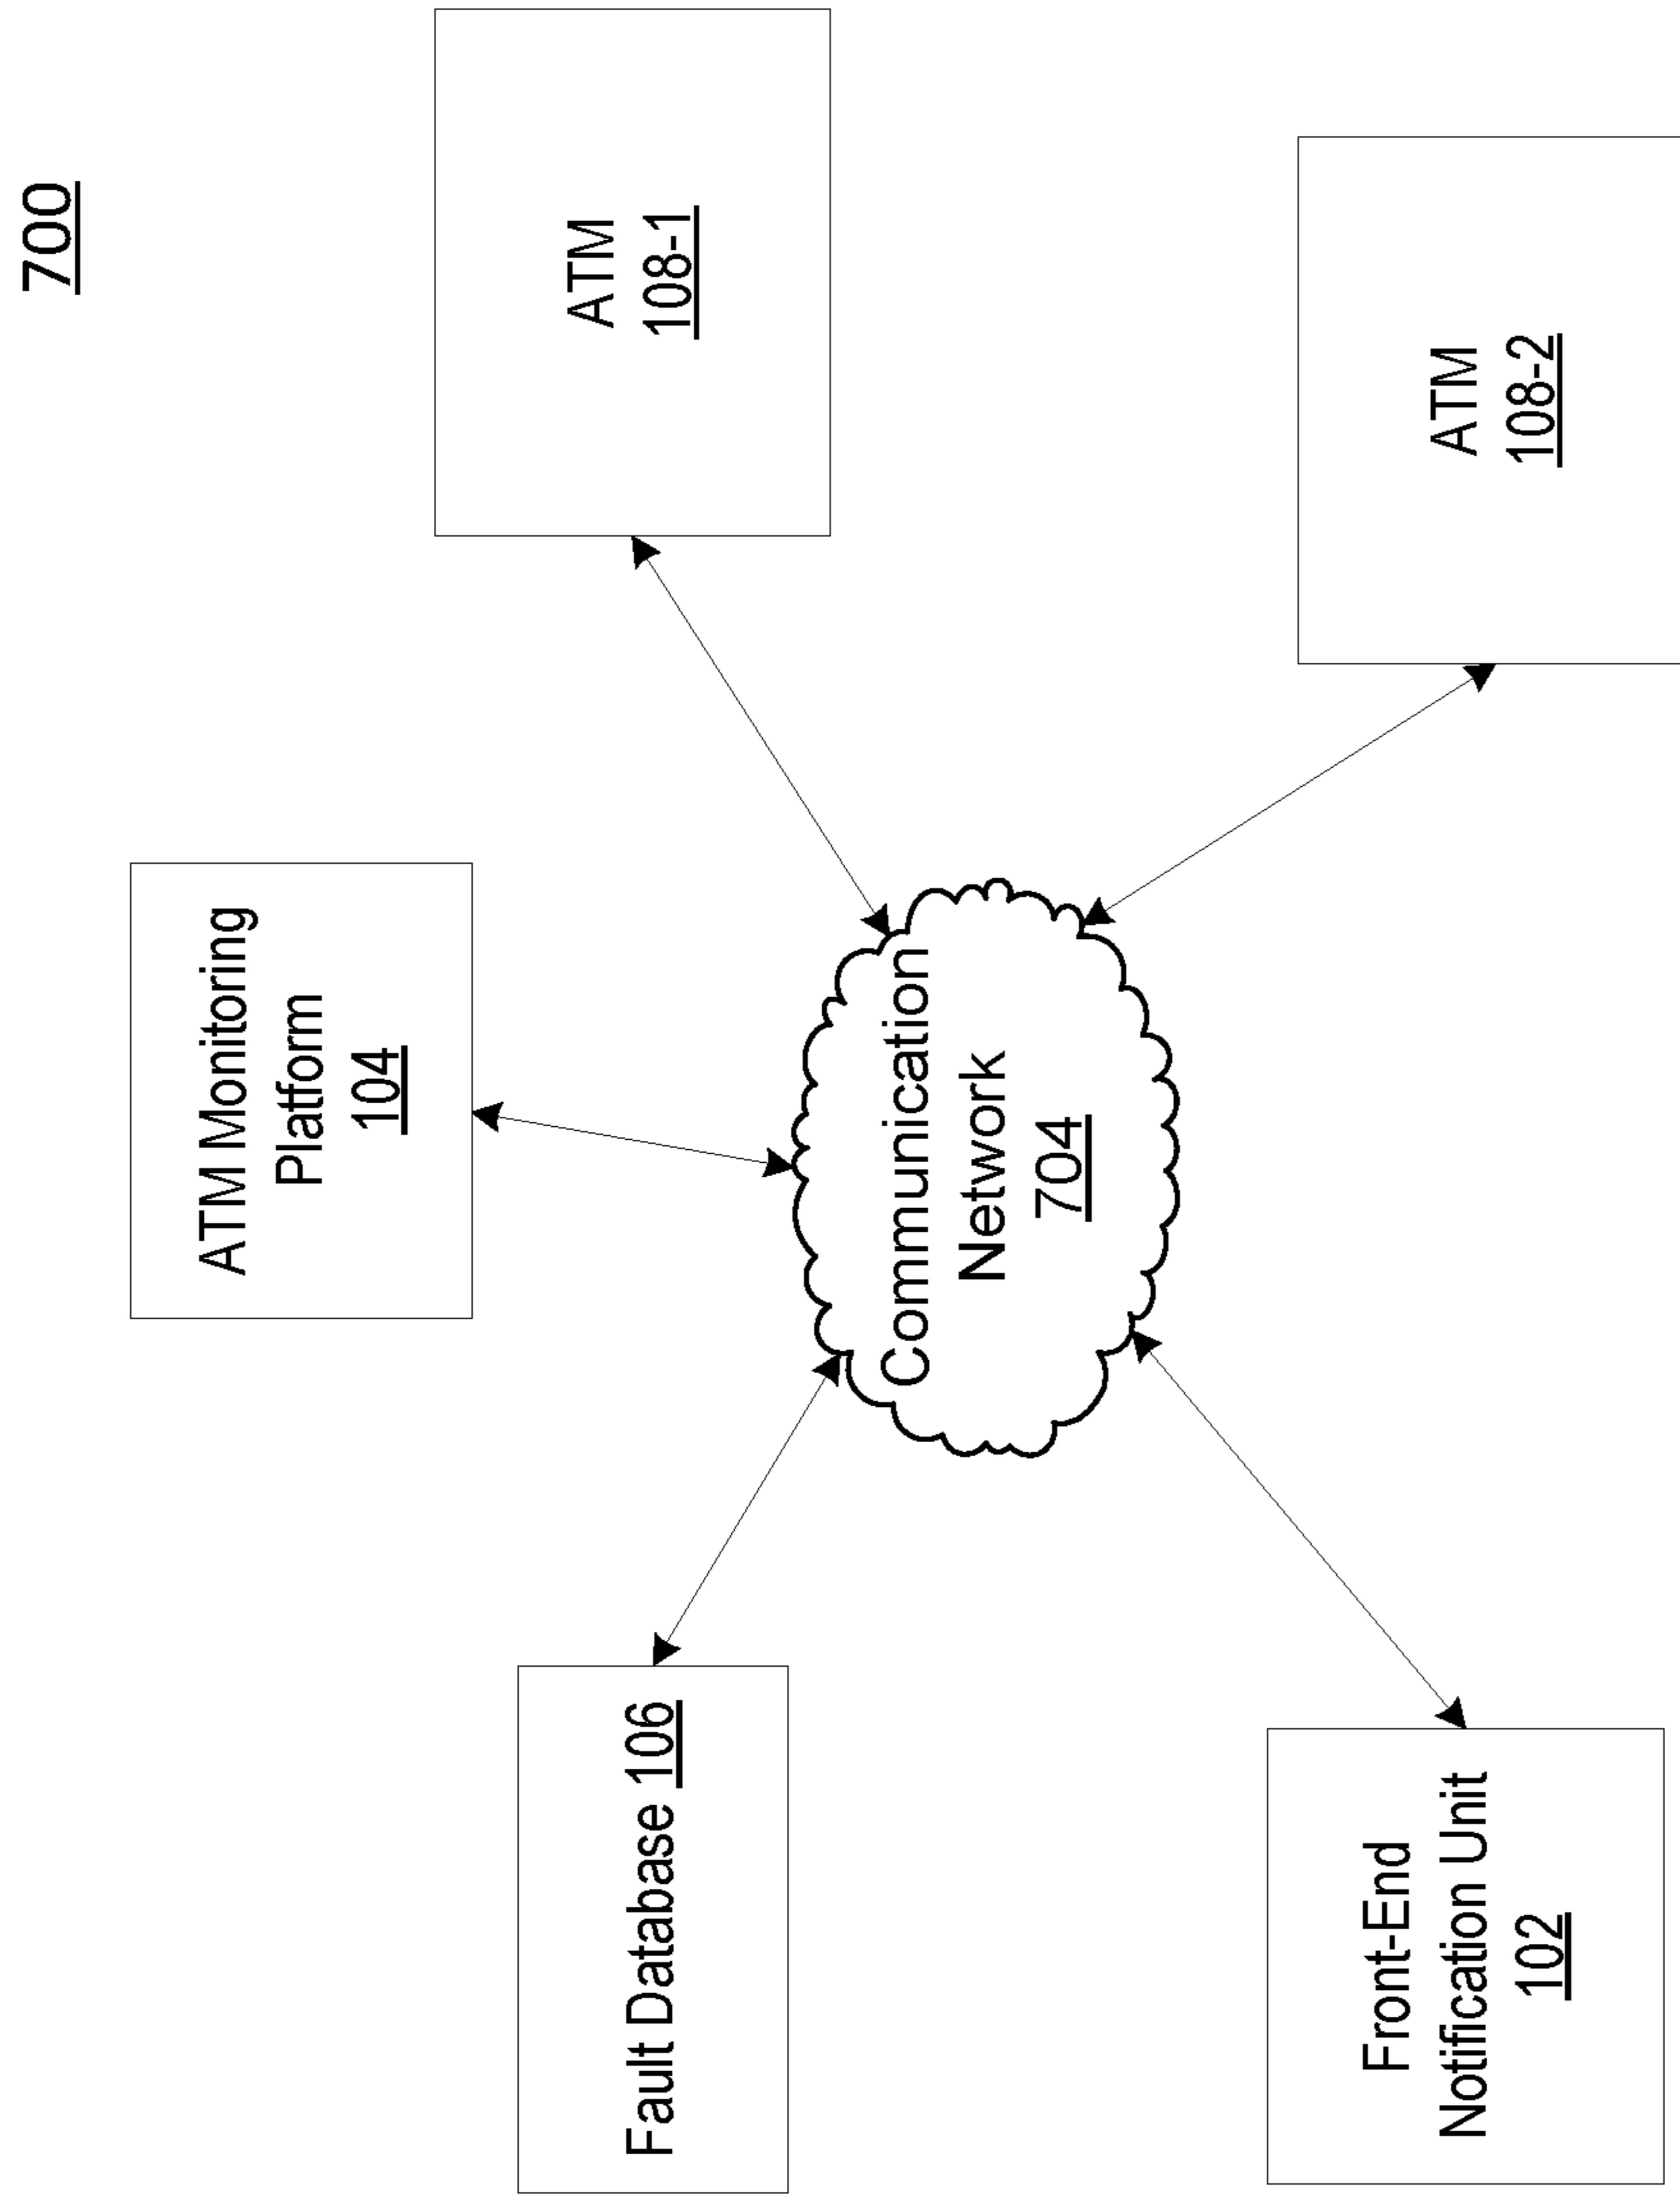 700
ATM Monitoring
Platform
104
Fault Database 106
ATM
108-1
Communication
Network
704
Front-End
Notification Unit
102
ATM
108-2